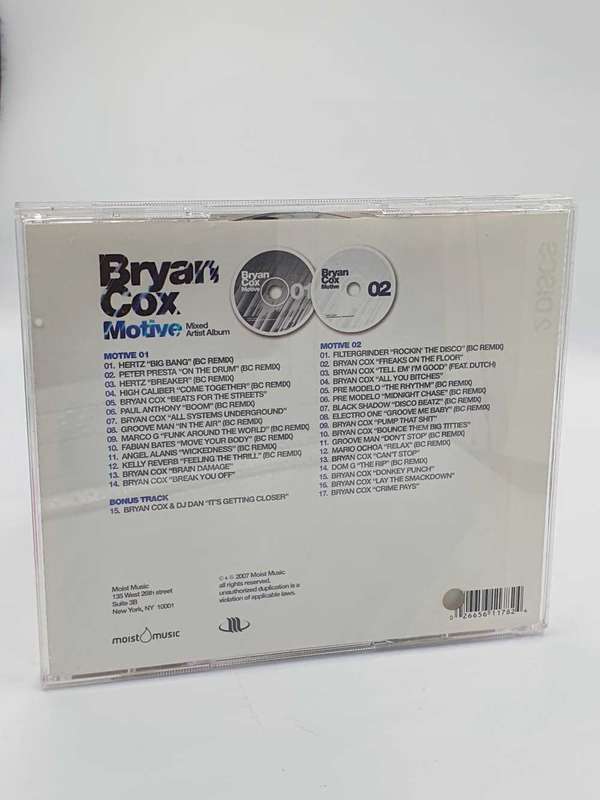 Bryan
Cox
Motive Mixed
Artist Album
Bryan
Cox
Motive
01
Bryan
Cox
Motive
02
2 DISCS
MOTIVE 01
01. HERTZ "BIG BANG" (BC REMIX)
02. PETER PRESTA "ON THE DRUM" (BC REMIX)
03. HERTZ "BREAKER" (BC REMIX)
04. HIGH CALIBER "COME TOGETHER" (BC REMIX)
05. BRYAN COX "BEATS FOR THE STREETS"
06. PAUL ANTHONY "BOOM" (BC REMIX)
07. BRYAN COX "ALL SYSTEMS UNDERGROUND"
08. GROOVE MAN "IN THE AIR" (BC REMIX)
09. MARCO G "FUNK AROUND THE WORLD" (BC REMIX)
10. FABIAN BATES "MOVE YOUR BODY" (BC REMIX)
11. ANGEL ALANIS "WICKEDNESS" (BC REMIX)
12. KELLY REVERB "FEELING THE THRILL" (BC REMIX)
13. BRYAN COX "BRAIN DAMAGE"
14. BRYAN COX "BREAK YOU OFF"
BONUS TRACK
15. BRYAN COX & DJ DAN "IT'S GETTING CLOSER"
MOTIVE 02
01. FILTERGRINDER "ROCKIN' THE DISCO" (BC REMIX)
02. BRYAN COX "FREAKS ON THE FLOOR"
03. BRYAN COX "TELL EM' I'M GOOD" (FEAT. DUTCH)
04. BRYAN COX "ALL YOU BITCHES"
05. PRE MODELO "THE RHYTHM" (BC REMIX)
06. PRE MODELO "MIDNIGHT CHASE" (BC REMIX)
07. BLACK SHADOW "DISCO BEATZ" (BC REMIX)
08. ELECTRO ONE "GROOVE ME BABY" (BC REMIX)
09. BRYAN COX "PUMP THAT SHIT"
10. BRYAN COX "BOUNCE THEM BIG TITTIES"
11. GROOVE MAN "DON'T STOP" (BC REMIX)
12. MARIO OCHOA "RELAX" (BC REMIX)
13. BRYAN COX "CAN'T STOP"
14. DOM G "THE RIP" (BC REMIX)
15. BRYAN COX "DONKEY PUNCH"
16. BRYAN COX "LAY THE SMACKDOWN"
17. BRYAN COX "CRIME PAYS"
Moist Music
135 West 26th street
Suite 3B
New York, NY 10001
moist music
© & ℗ 2007 Moist Music
all rights reserved.
unauthorized duplication is a
violation of applicable laws.
0 26656 11782 4